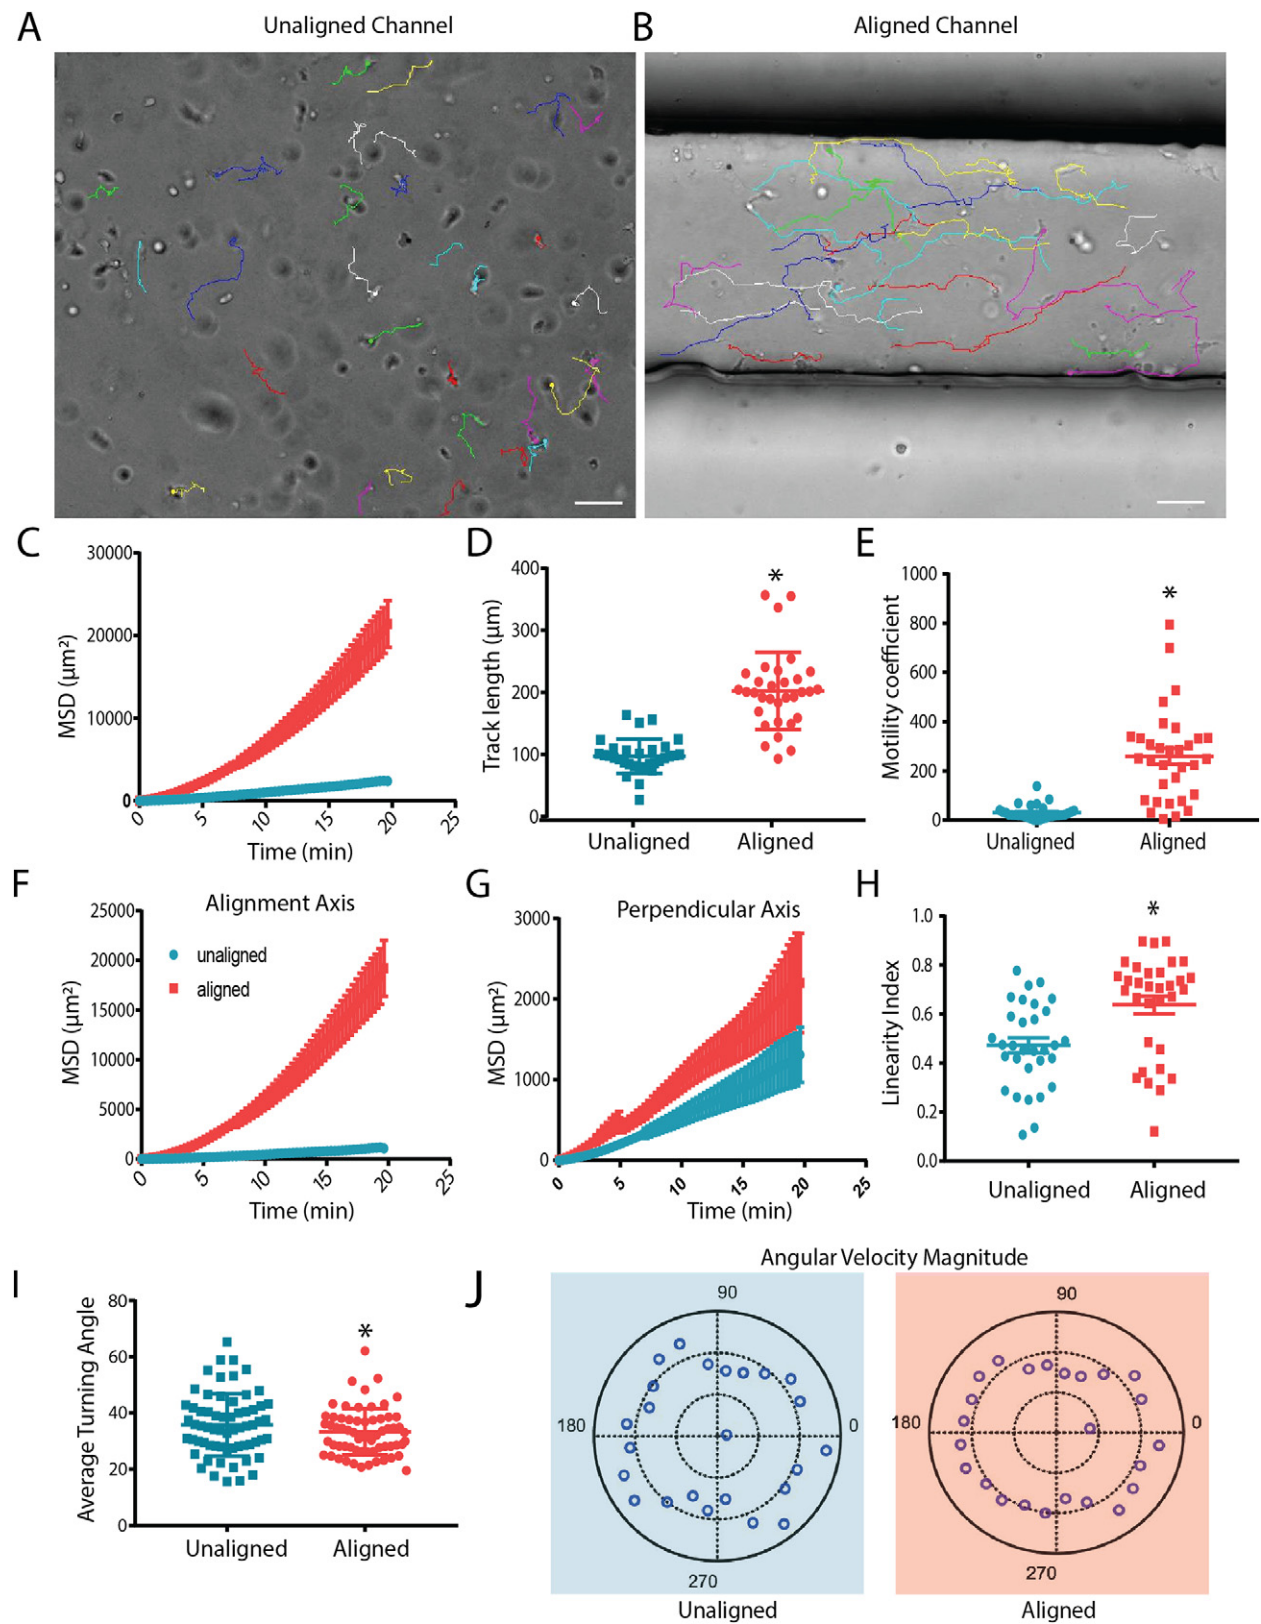 A
Unaligned Channel
B
Aligned Channel
C
30000
20000
10000
0
MSD (µm²)
0 5 10 15 20 25
Time (min)
D
400
300
200
100
0
Track length (µm)
*
Unaligned Aligned
E
1000
800
600
400
200
0
Motility coefficient
*
Unaligned Aligned
F
Alignment Axis
25000
20000
15000
10000
5000
0
MSD (µm²)
unaligned
aligned
0 5 10 15 20 25
Time (min)
G
Perpendicular Axis
3000
2000
1000
0
MSD (µm²)
0 5 10 15 20 25
Time (min)
H
1.0
0.8
0.6
0.4
0.2
0.0
Linearity Index
*
Unaligned Aligned
I
80
60
40
20
0
Average Turning Angle
*
Unaligned Aligned
J
Angular Velocity Magnitude
90
180
0
270
Unaligned
90
180
0
270
Aligned